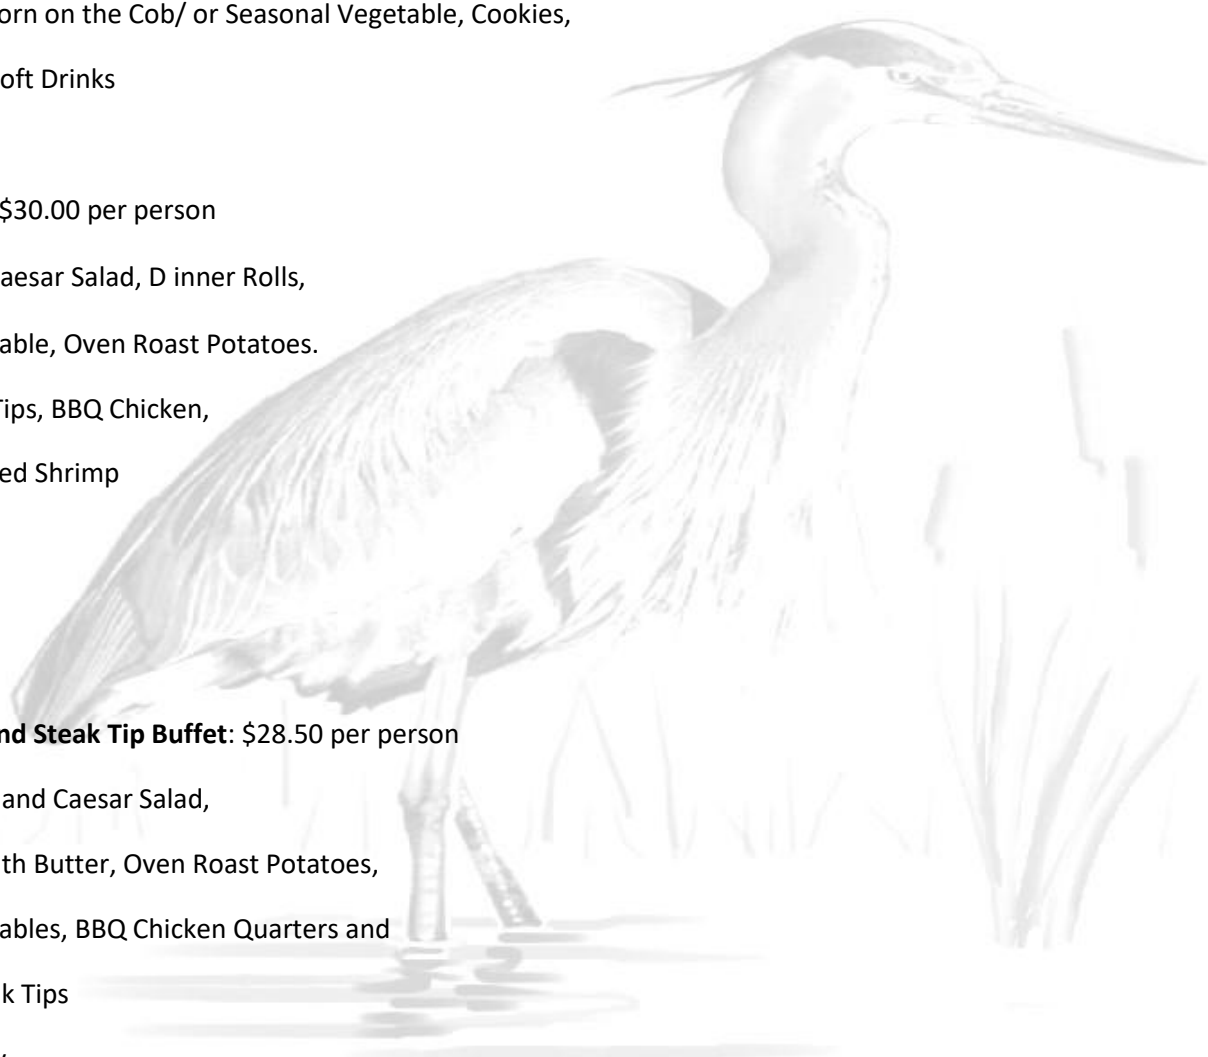 orn on the Cob/ or Seasonal Vegetable, Cookies,
oft Drinks
$30.00 per person
aesar Salad, D inner Rolls,
able, Oven Roast Potatoes.
Tips, BBQ Chicken,
ed Shrimp
nd Steak Tip Buffet: $28.50 per person
and Caesar Salad,
th Butter, Oven Roast Potatoes,
ables, BBQ Chicken Quarters and
k Tips